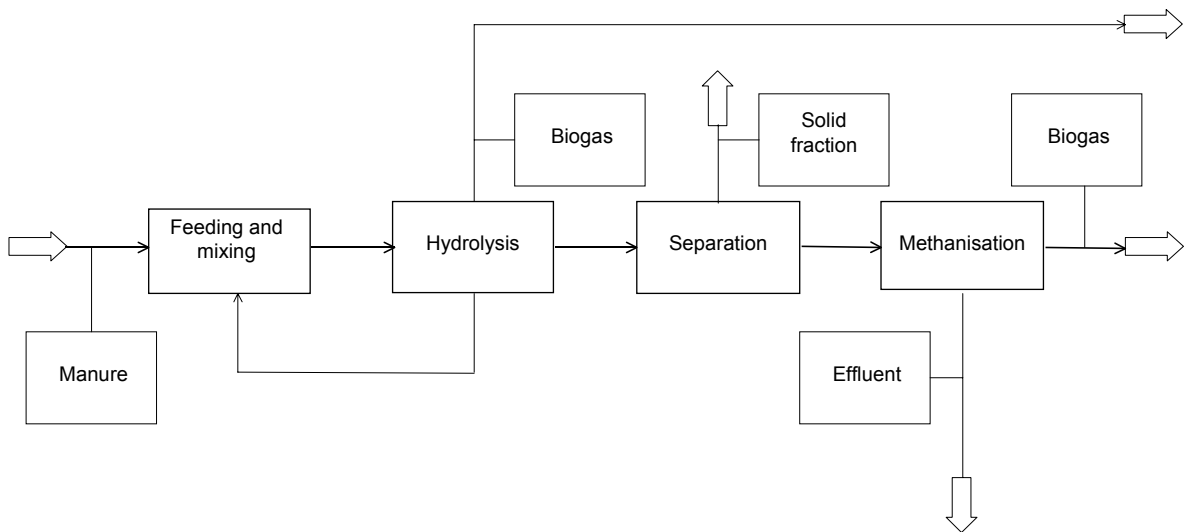 Biogas
Solid
fraction
Biogas
Feeding and
mixing
Hydrolysis
Separation
Methanisation
Manure
Effluent